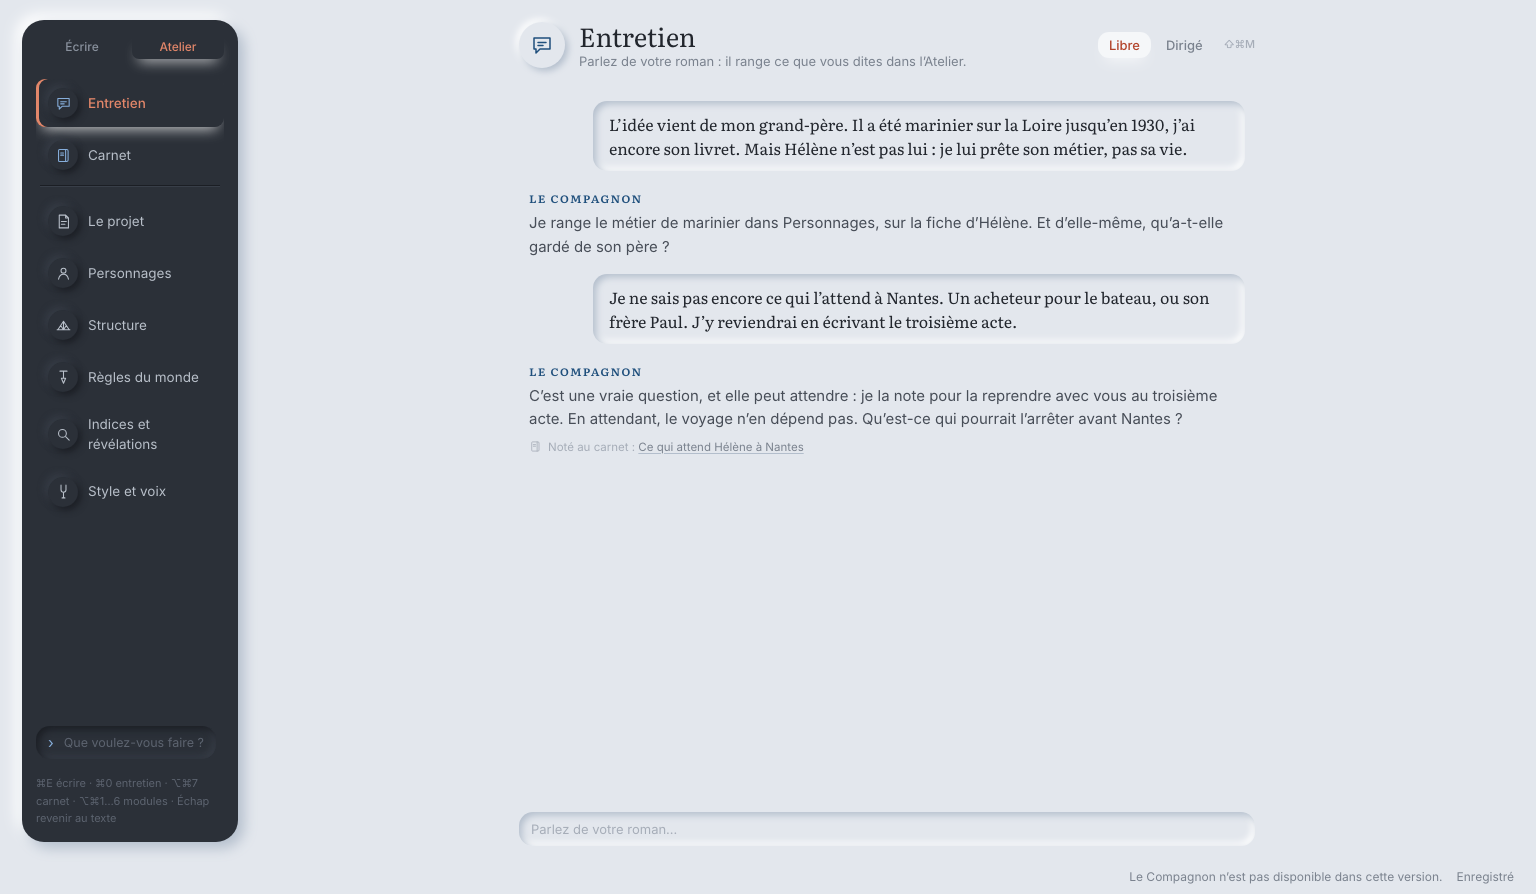 Écrire
Atelier
Entretien
Carnet
Le projet
Personnages
Structure
Règles du monde
Indices et
révélations
Style et voix
› Que voulez-vous faire ?
⌘E écrire · ⌘0 entretien · ⌥⌘7
carnet · ⌥⌘1…6 modules · Échap
revenir au texte
Entretien
Parlez de votre roman : il range ce que vous dites dans l’Atelier.
Libre
Dirigé
⇧⌘M
L’idée vient de mon grand-père. Il a été marinier sur la Loire jusqu’en 1930, j’ai
encore son livret. Mais Hélène n’est pas lui : je lui prête son métier, pas sa vie.
LE COMPAGNON
Je range le métier de marinier dans Personnages, sur la fiche d’Hélène. Et d’elle-même, qu’a-t-elle
gardé de son père ?
Je ne sais pas encore ce qui l’attend à Nantes. Un acheteur pour le bateau, ou son
frère Paul. J’y reviendrai en écrivant le troisième acte.
LE COMPAGNON
C’est une vraie question, et elle peut attendre : je la note pour la reprendre avec vous au troisième
acte. En attendant, le voyage n’en dépend pas. Qu’est-ce qui pourrait l’arrêter avant Nantes ?
Noté au carnet : Ce qui attend Hélène à Nantes
Parlez de votre roman…
Le Compagnon n’est pas disponible dans cette version.
Enregistré